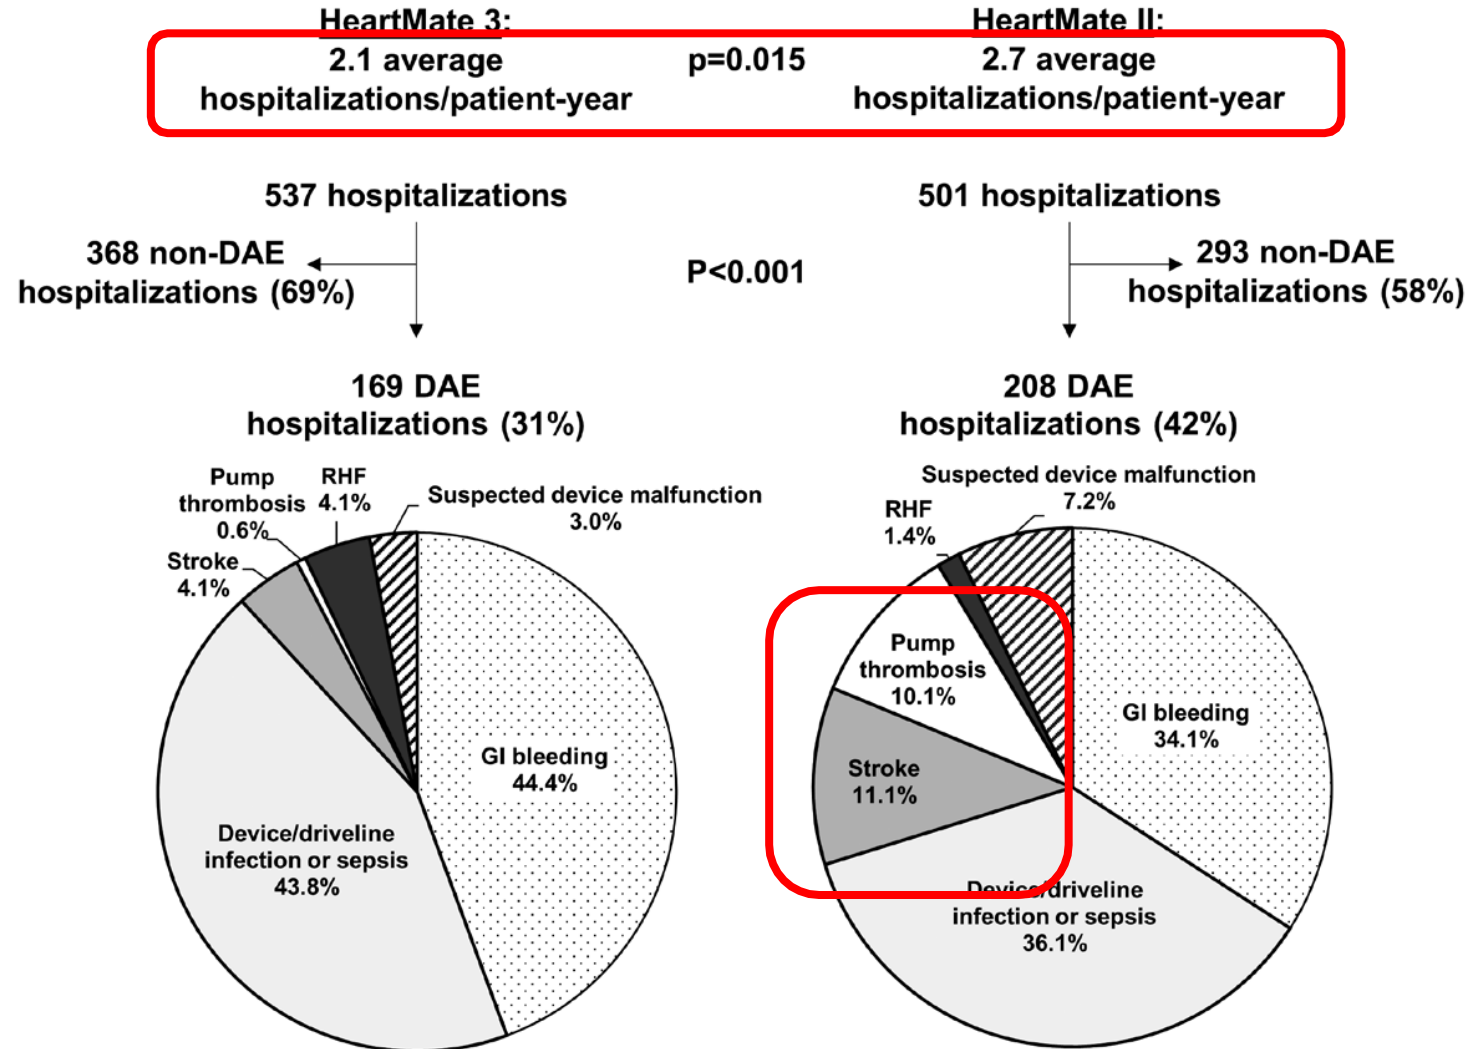 HeartMate 3:
2.1 average
hospitalizations/patient-year
p=0.015
HeartMate II:
2.7 average
hospitalizations/patient-year
537 hospitalizations
368 non-DAE
hospitalizations (69%)
P<0.001
501 hospitalizations
293 non-DAE
hospitalizations (58%)
169 DAE
hospitalizations (31%)
208 DAE
hospitalizations (42%)
Pump
thrombosis
0.6%
RHF
4.1%
Suspected device malfunction
3.0%
Stroke
4.1%
GI bleeding
44.4%
Device/driveline
infection or sepsis
43.8%
Suspected device malfunction
7.2%
RHF
1.4%
Pump
thrombosis
10.1%
GI bleeding
34.1%
Stroke
11.1%
Device/driveline
infection or sepsis
36.1%